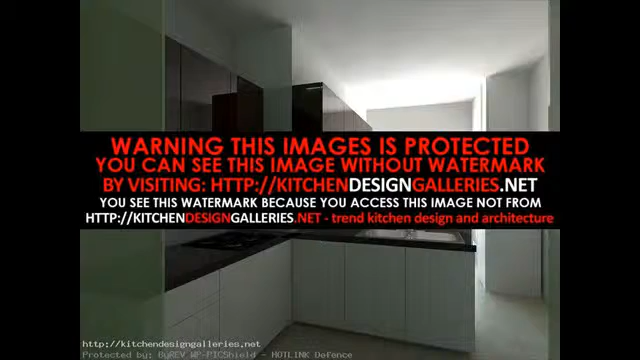 WARNING THIS IMAGES IS PROTECTED
YOU CAN SEE THIS IMAGE WITHOUT WATERMARK
BY VISITING: HTTP://KITCHENDESIGNGALLERIES.NET
YOU SEE THIS WATERMARK BECAUSE YOU ACCESS THIS IMAGE NOT FROM
HTTP://KITCHENDESIGNGALLERIES.NET - trend kitchen design and architecture
http://kitchendesigngalleries.net
Protected by: ByREV WP-PICShield - HOTLINK Defence